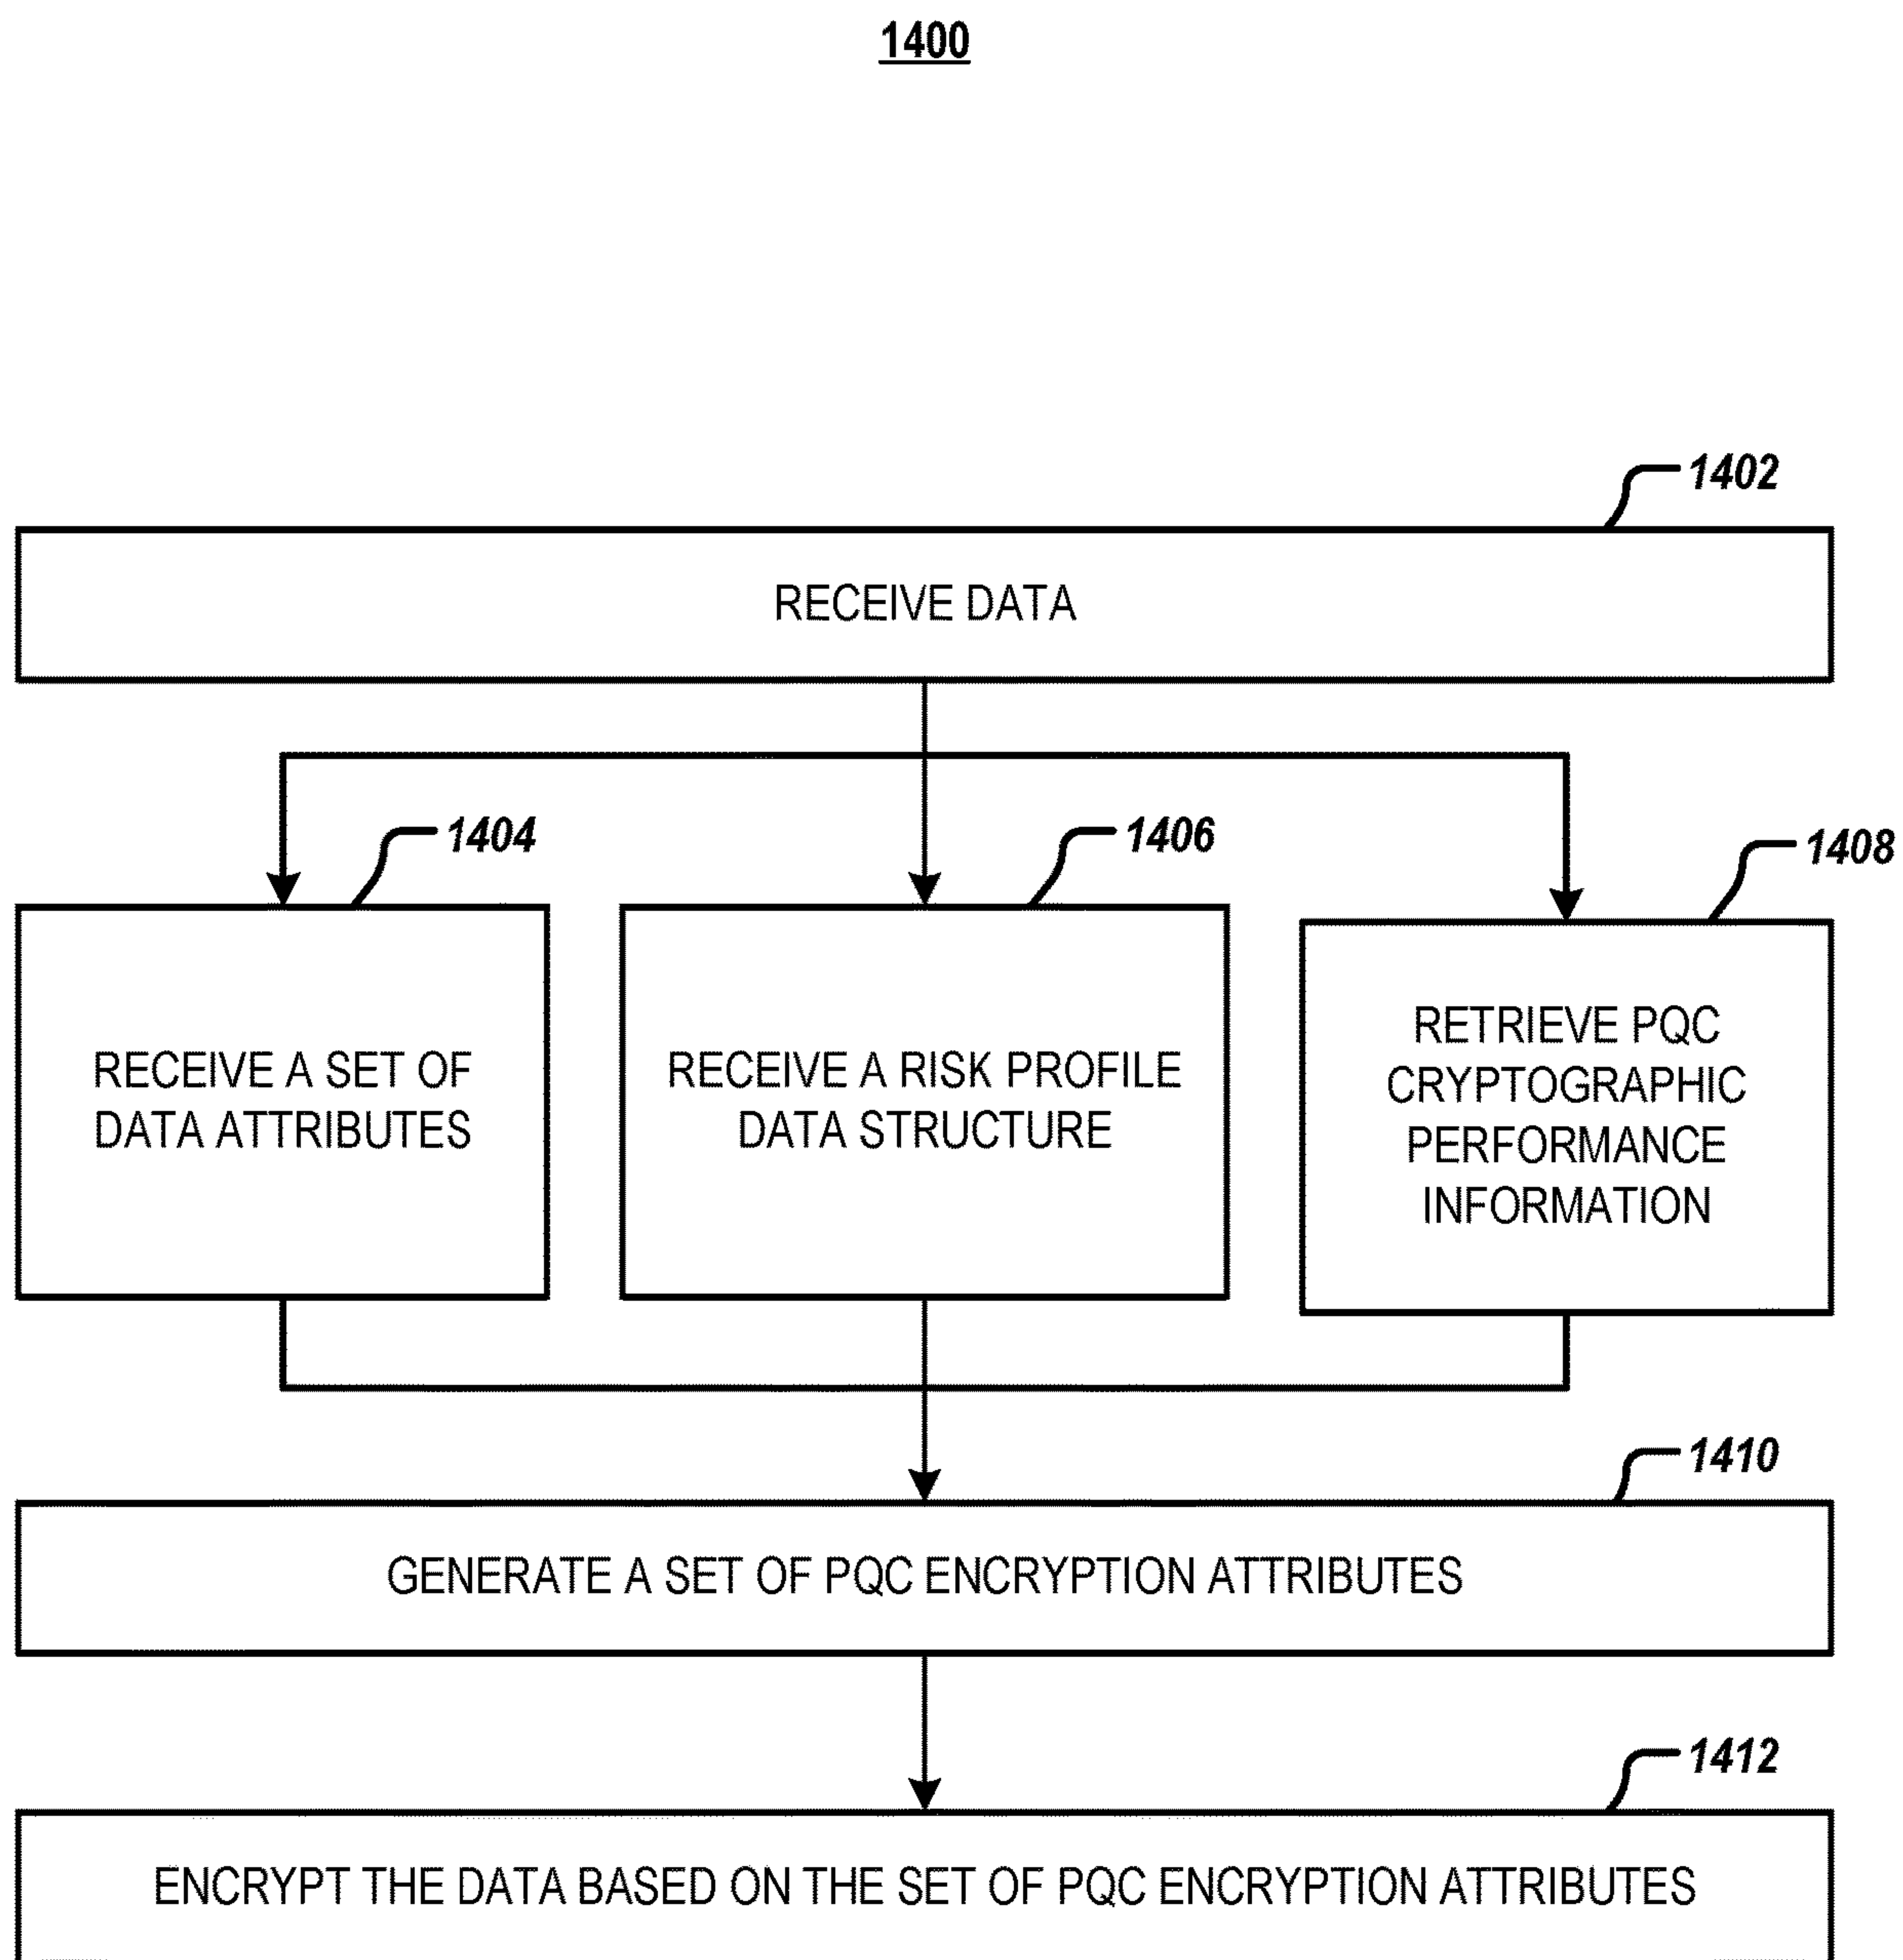 1400
1402
RECEIVE DATA
1404
1406
1408
RECEIVE A SET OF
DATA ATTRIBUTES
RECEIVE A RISK PROFILE
DATA STRUCTURE
RETRIEVE PQC
CRYPTOGRAPHIC
PERFORMANCE
INFORMATION
1410
GENERATE A SET OF PQC ENCRYPTION ATTRIBUTES
1412
ENCRYPT THE DATA BASED ON THE SET OF PQC ENCRYPTION ATTRIBUTES